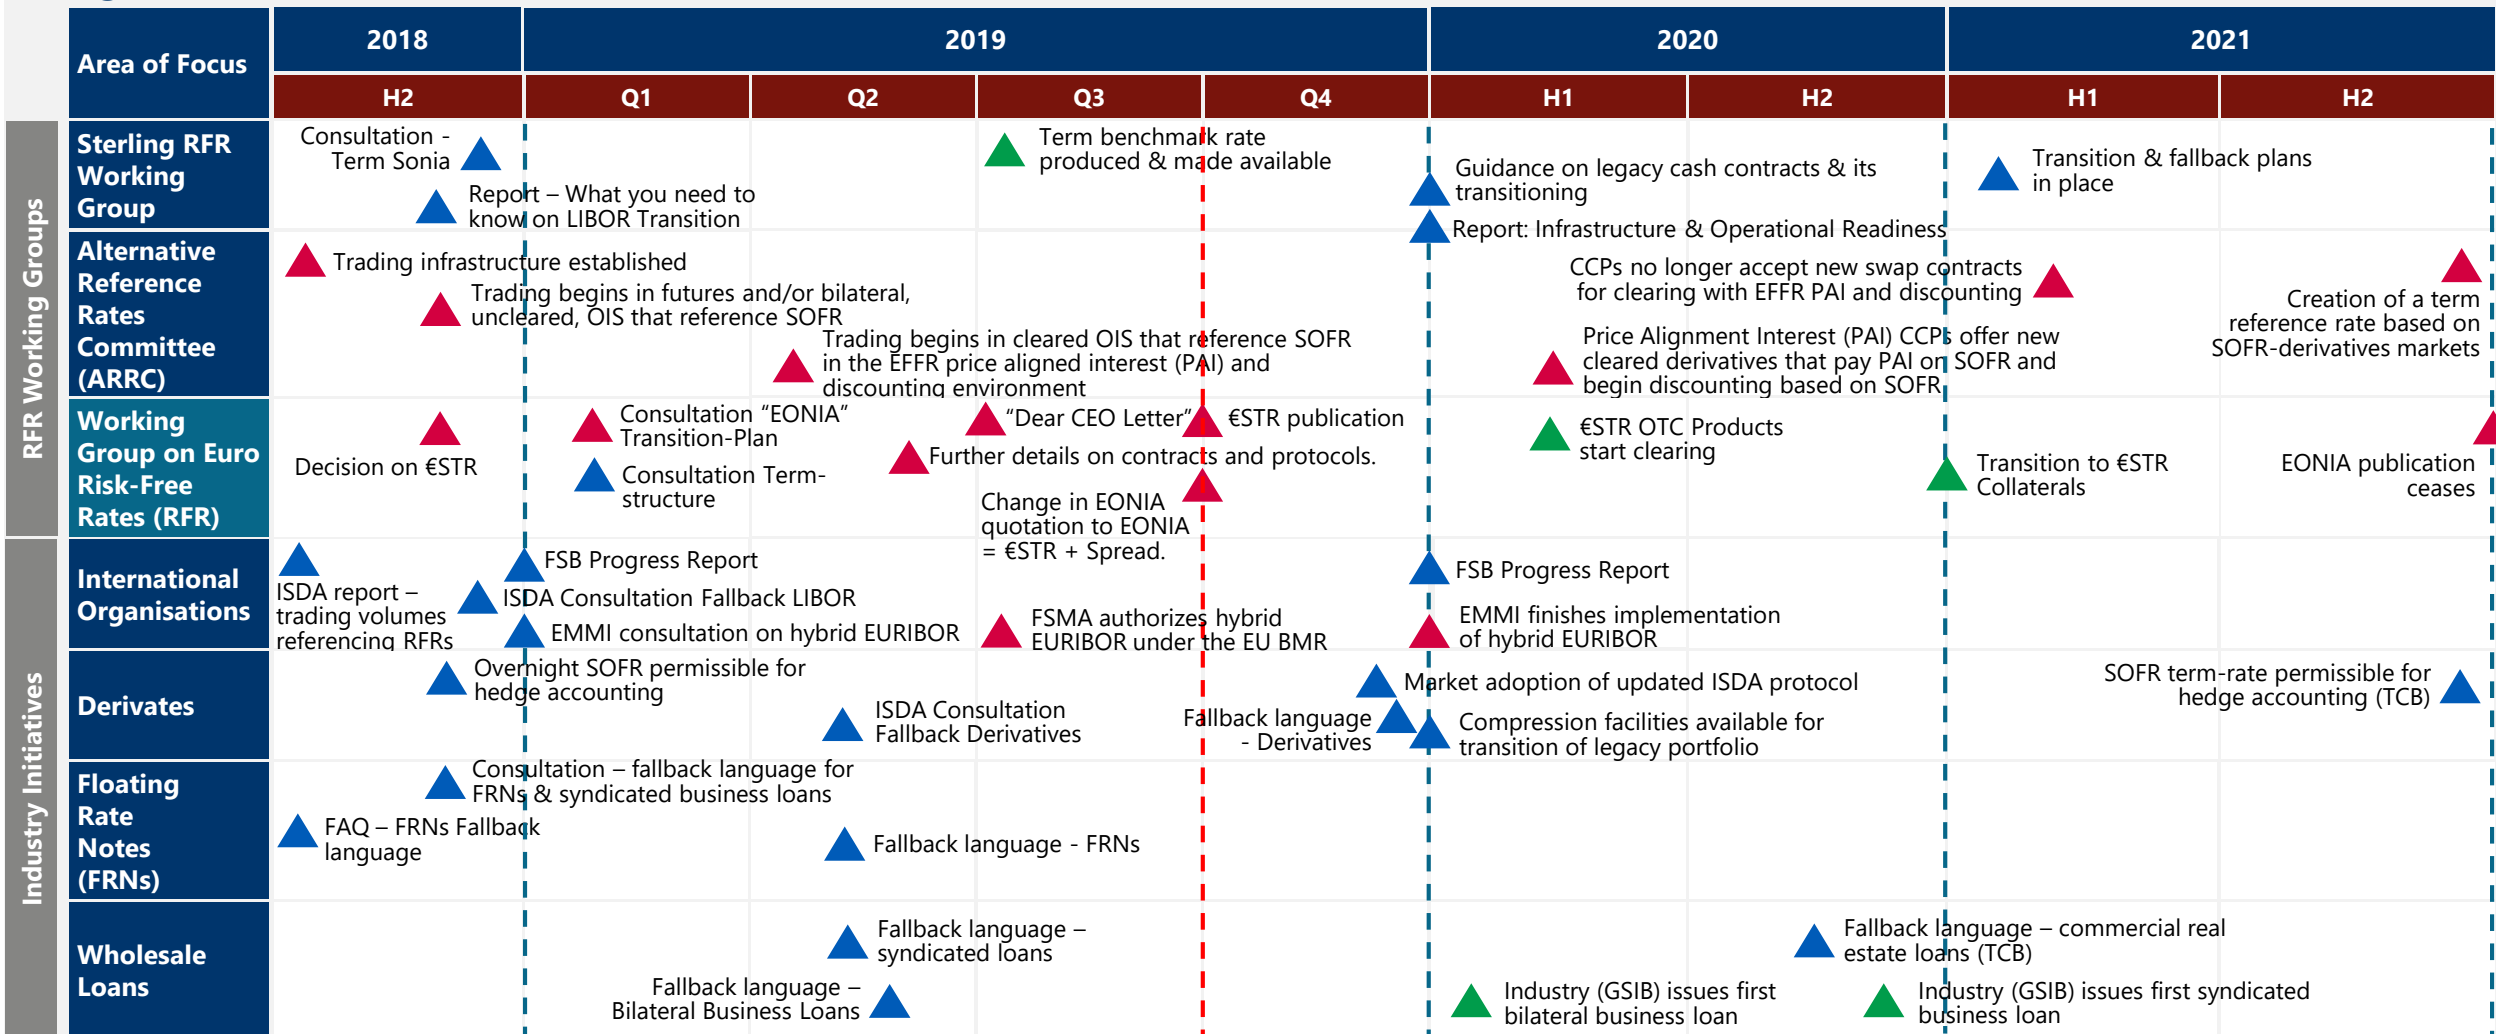 Area of Focus
2018
2019
2020
2021
H2
Q1
Q2
Q3
Q4
H1
H2
H1
H2
RFR Working Groups
Sterling RFR
Working
Group
Consultation -
Term Sonia
Report – What you need to
know on LIBOR Transition
Term benchmark rate
produced & made available
Guidance on legacy cash contracts & its
transitioning
Report: Infrastructure & Operational Readiness
Transition & fallback plans
in place
Alternative
Reference
Rates
Committee
(ARRC)
Trading infrastructure established
Trading begins in futures and/or bilateral,
uncleared, OIS that reference SOFR
Trading begins in cleared OIS that reference SOFR
in the EFFR price aligned interest (PAI) and
discounting environment
CCPs no longer accept new swap contracts
for clearing with EFFR PAI and discounting
Price Alignment Interest (PAI) CCPs offer new
cleared derivatives that pay PAI on SOFR and
begin discounting based on SOFR
Creation of a term
reference rate based on
SOFR-derivatives markets
Working
Group on Euro
Risk-Free
Rates (RFR)
Decision on €STR
Consultation “EONIA”
Transition-Plan
Consultation Term-
structure
“Dear CEO Letter”
€STR publication
Further details on contracts and protocols.
Change in EONIA
quotation to EONIA
= €STR + Spread.
€STR OTC Products
start clearing
Transition to €STR
Collaterals
EONIA publication
ceases
Industry Initiatives
International
Organisations
ISDA report –
trading volumes
referencing RFRs
FSB Progress Report
ISDA Consultation Fallback LIBOR
EMMI consultation on hybrid EURIBOR
FSMA authorizes hybrid
EURIBOR under the EU BMR
FSB Progress Report
EMMI finishes implementation
of hybrid EURIBOR
Derivates
Overnight SOFR permissible for
hedge accounting
ISDA Consultation
Fallback Derivatives
Market adoption of updated ISDA protocol
Fallback language
- Derivatives
Compression facilities available for
transition of legacy portfolio
SOFR term-rate permissible for
hedge accounting (TCB)
Floating
Rate
Notes
(FRNs)
Consultation – fallback language for
FRNs & syndicated business loans
FAQ – FRNs Fallback
language
Fallback language - FRNs
Wholesale
Loans
Fallback language –
syndicated loans
Fallback language –
Bilateral Business Loans
Fallback language – commercial real
estate loans (TCB)
Industry (GSIB) issues first
bilateral business loan
Industry (GSIB) issues first syndicated
business loan